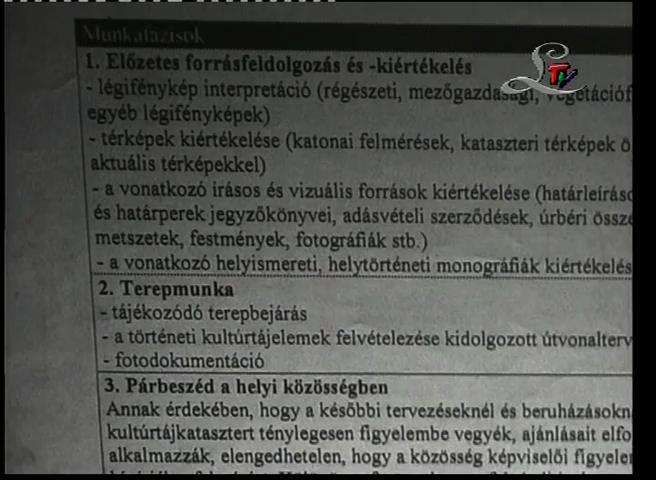 Munkafázisok
1. Előzetes forrásfeldolgozás és -kiértékelés
- légifénykép interpretáció (régészeti, mezőgazdasági, vegetációf
egyéb légifényképek)
- térképek kiértékelése (katonai felmérések, kataszteri térképek ö
aktuális térképekkel)
- a vonatkozó írásos és vizuális források kiértékelése (határleíráso
és határperek jegyzőkönyvei, adásvételi szerződések, úrbéri össze
metszetek, festmények, fotográfiák stb.)
- a vonatkozó helyismereti, helytörténeti monográfiák kiértékelés
2. Terepmunka
- tájékozódó terepbejárás
- a történeti kultúrtájelemek felvételezése kidolgozott útvonalterv
- fotodokumentáció
3. Párbeszéd a helyi közösségben
Annak érdekében, hogy a későbbi tervezéseknél és beruházásokn
kultúrtájkatasztert ténylegesen figyelembe vegyék, ajánlásait elfo
alkalmazzák, elengedhetelen, hogy a közösség képviselői figyele
LTV